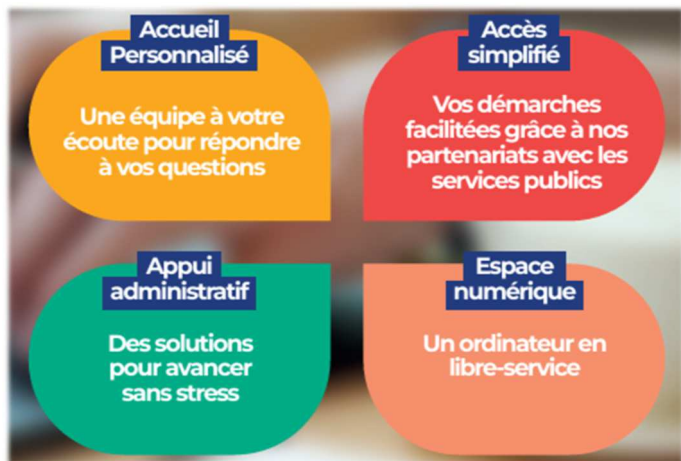 Accueil
Personnalisé
Une équipe à votre
écoute pour répondre
à vos questions
Accès
simplifié
Vos démarches
facilitées grâce à nos
partenariats avec les
services publics
Appui
administratif
Des solutions
pour avancer
sans stress
Espace
numérique
Un ordinateur en
libre-service